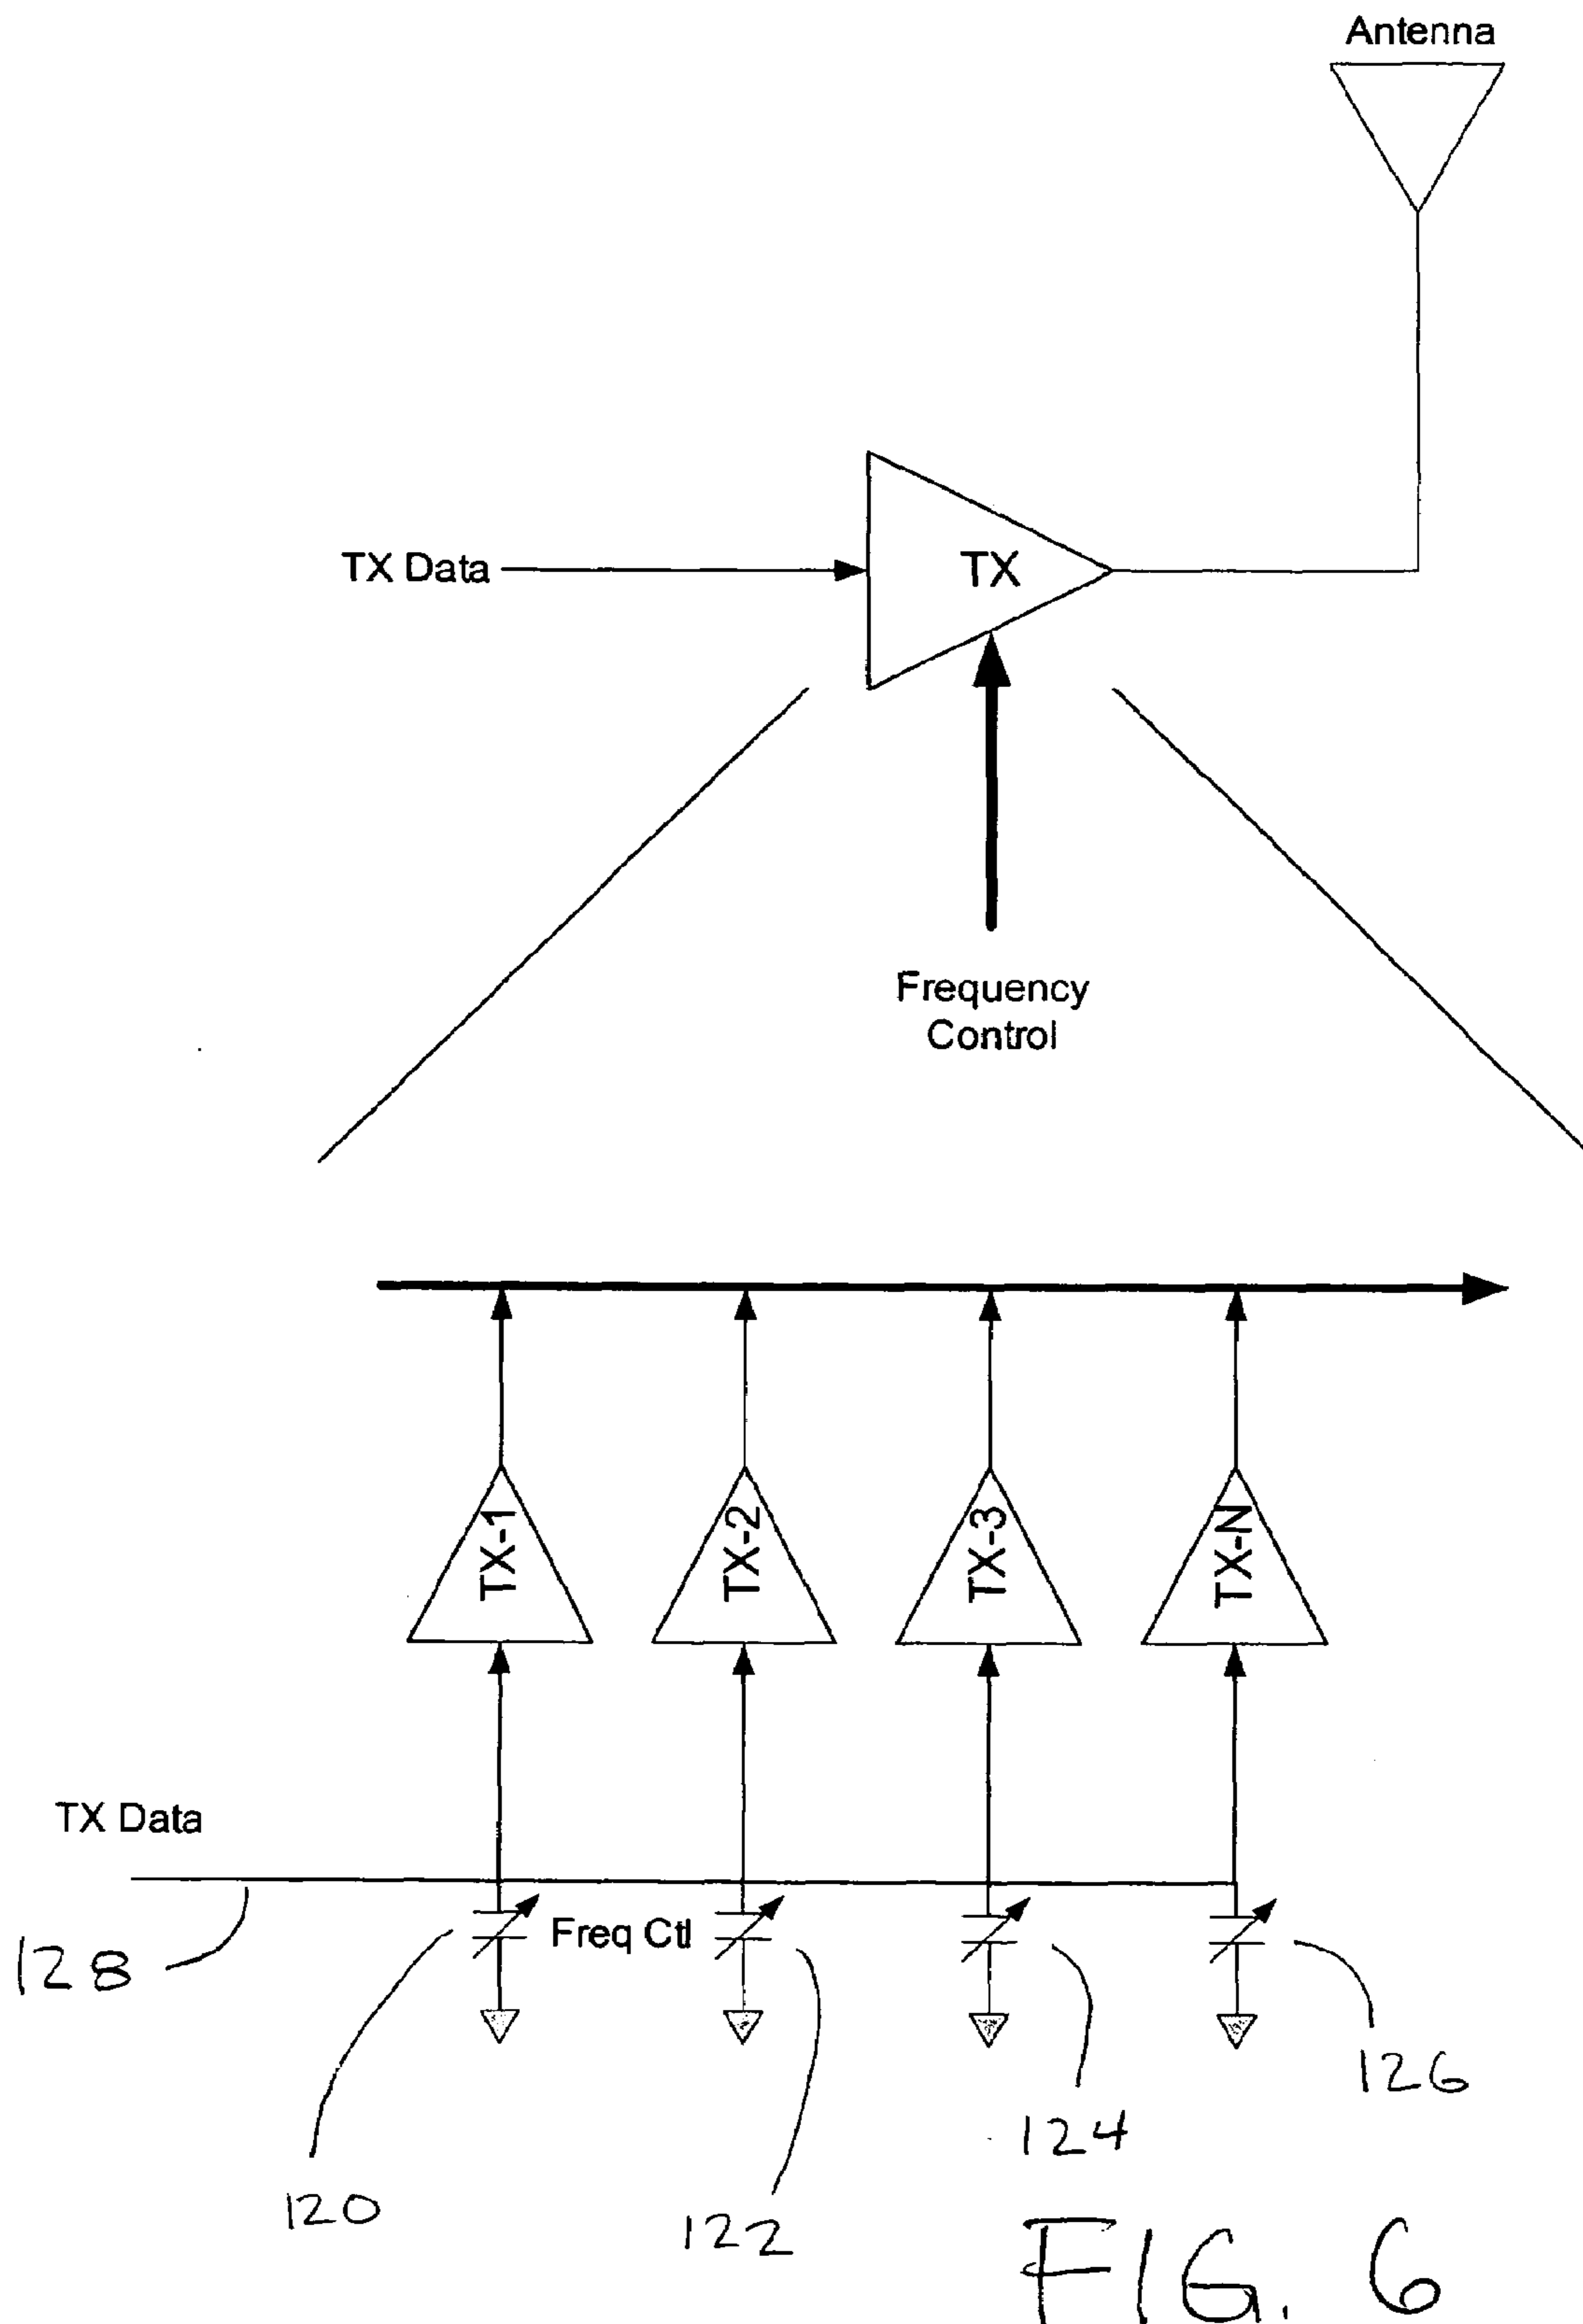 Antenna
TX Data
TX
Frequency
Control
TX-1
TX-2
TX-3
TX-N
TX Data
Freq Ctl
128
126
124
120
122
FIG. 6